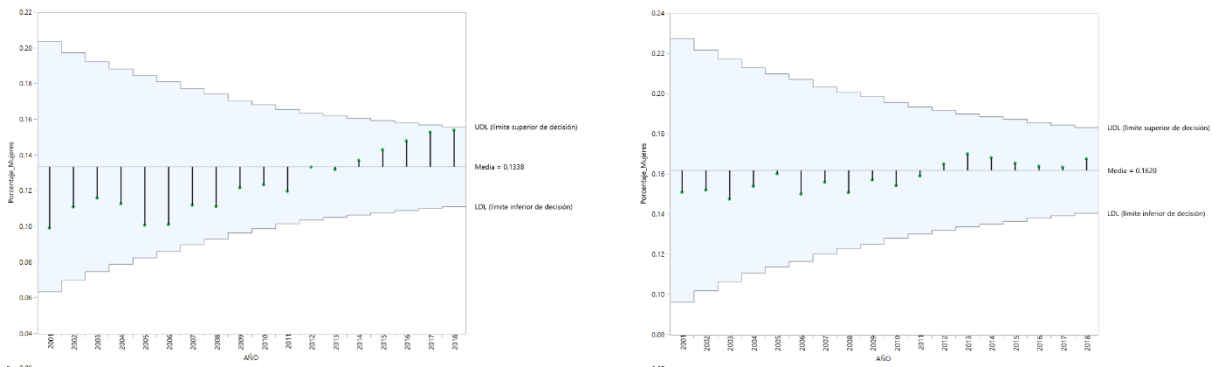 0.22
0.20
0.18
0.16
0.14
0.12
0.10
0.08
0.06
0.04
Porcentaje_Mujeres
UDL (límite superior de decisión)
Media = 0.1338
LDL (límite inferior de decisión)
2001 2002 2003 2004 2005 2006 2007 2008 2009 2010 2011 2012 2013 2014 2015 2016 2017 2018
AÑO
0.24
0.22
0.20
0.18
0.16
0.14
0.12
0.10
0.08
Porcentaje_Mujeres
UDL (límite superior de decisión)
Media = 0.1620
LDL (límite inferior de decisión)
2001 2002 2003 2004 2005 2006 2007 2008 2009 2010 2011 2012 2013 2014 2015 2016 2017 2018
AÑO